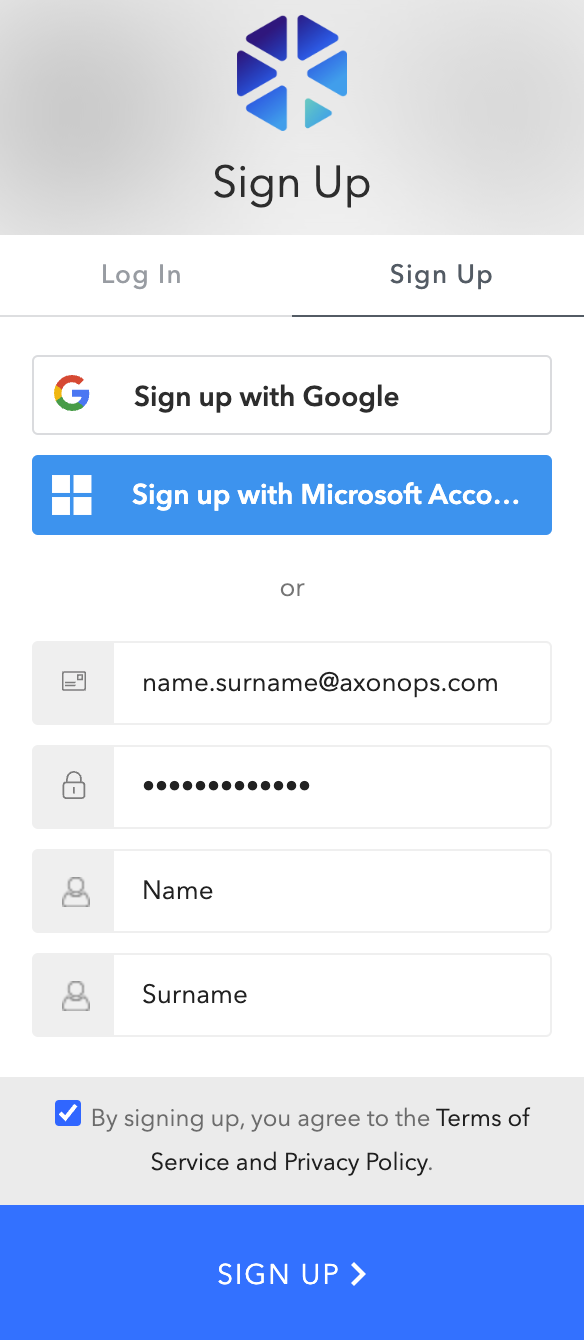 Sign Up
Log In
Sign Up
Sign up with Google
Sign up with Microsoft Acco...
or
name.surname@axonops.com
•••••••••••••
Name
Surname
By signing up, you agree to the Terms of
Service and Privacy Policy.
SIGN UP